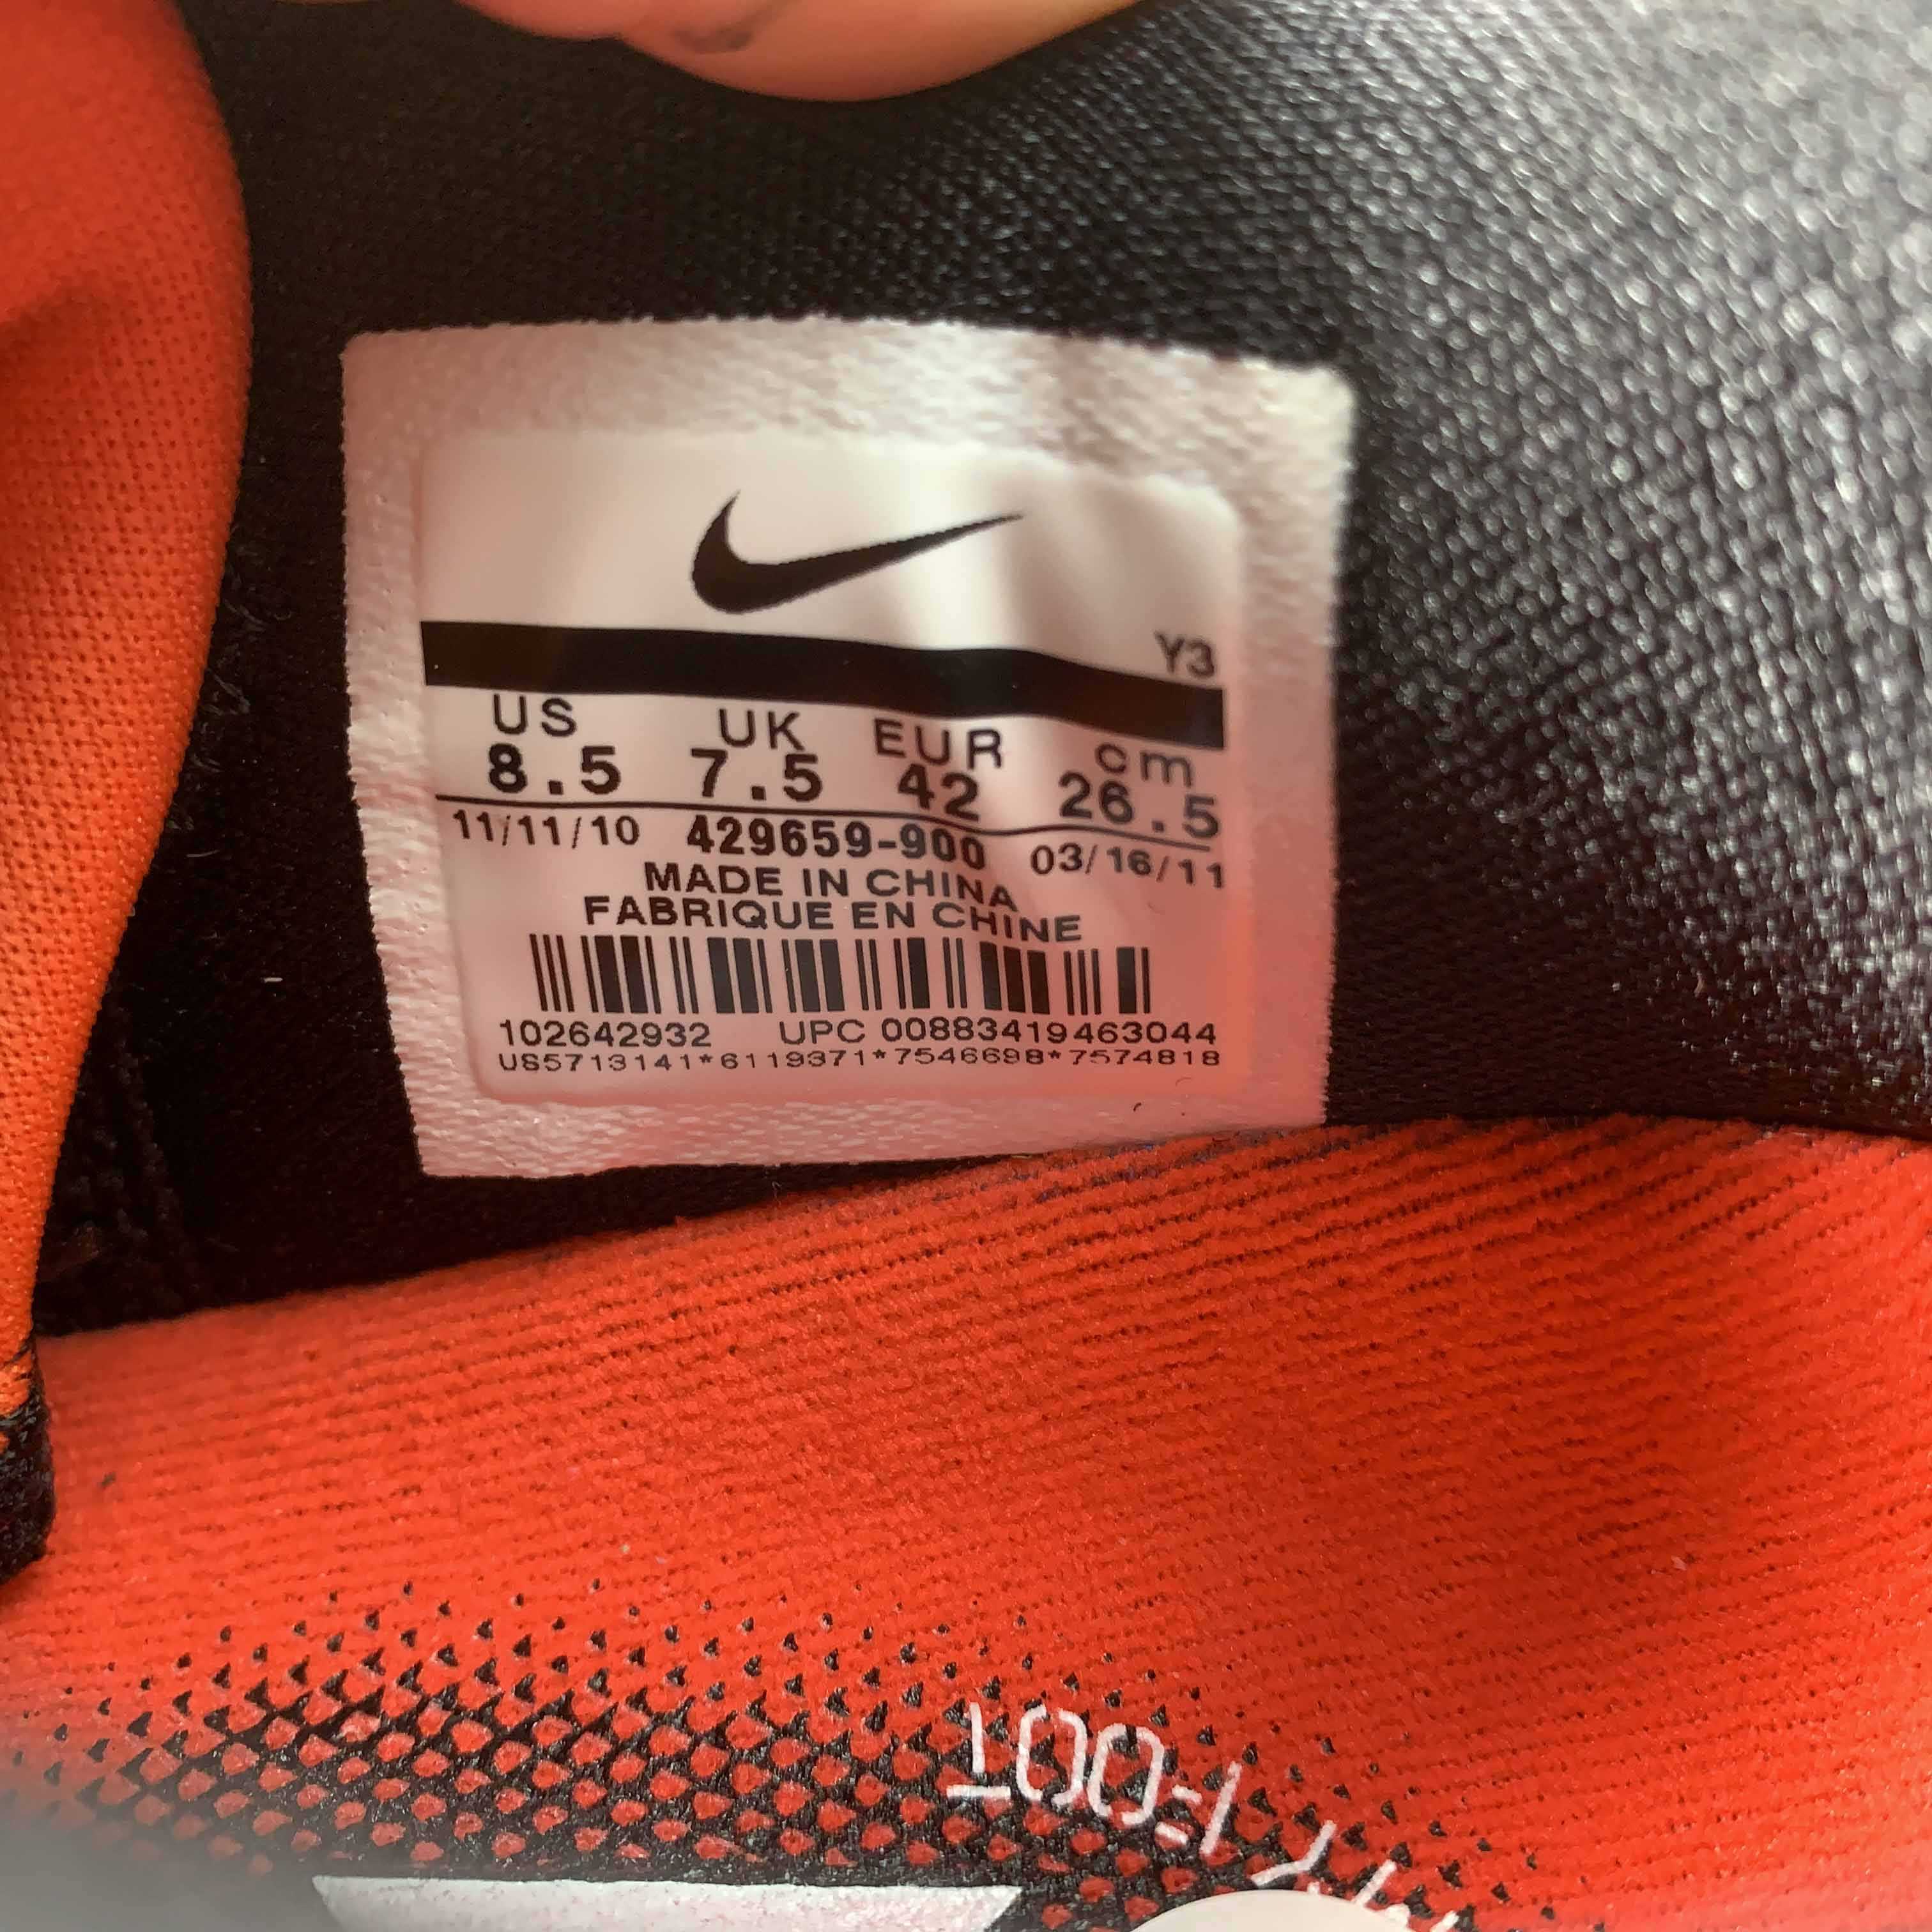 Y3
US UK EUR cm
8.5 7.5 42 26.5
11/11/10 429659-900 03/16/11
MADE IN CHINA
FABRIQUE EN CHINE
102642932 UPC 00883419463044
US5713141*6119371*7546698*7574818
FOOT